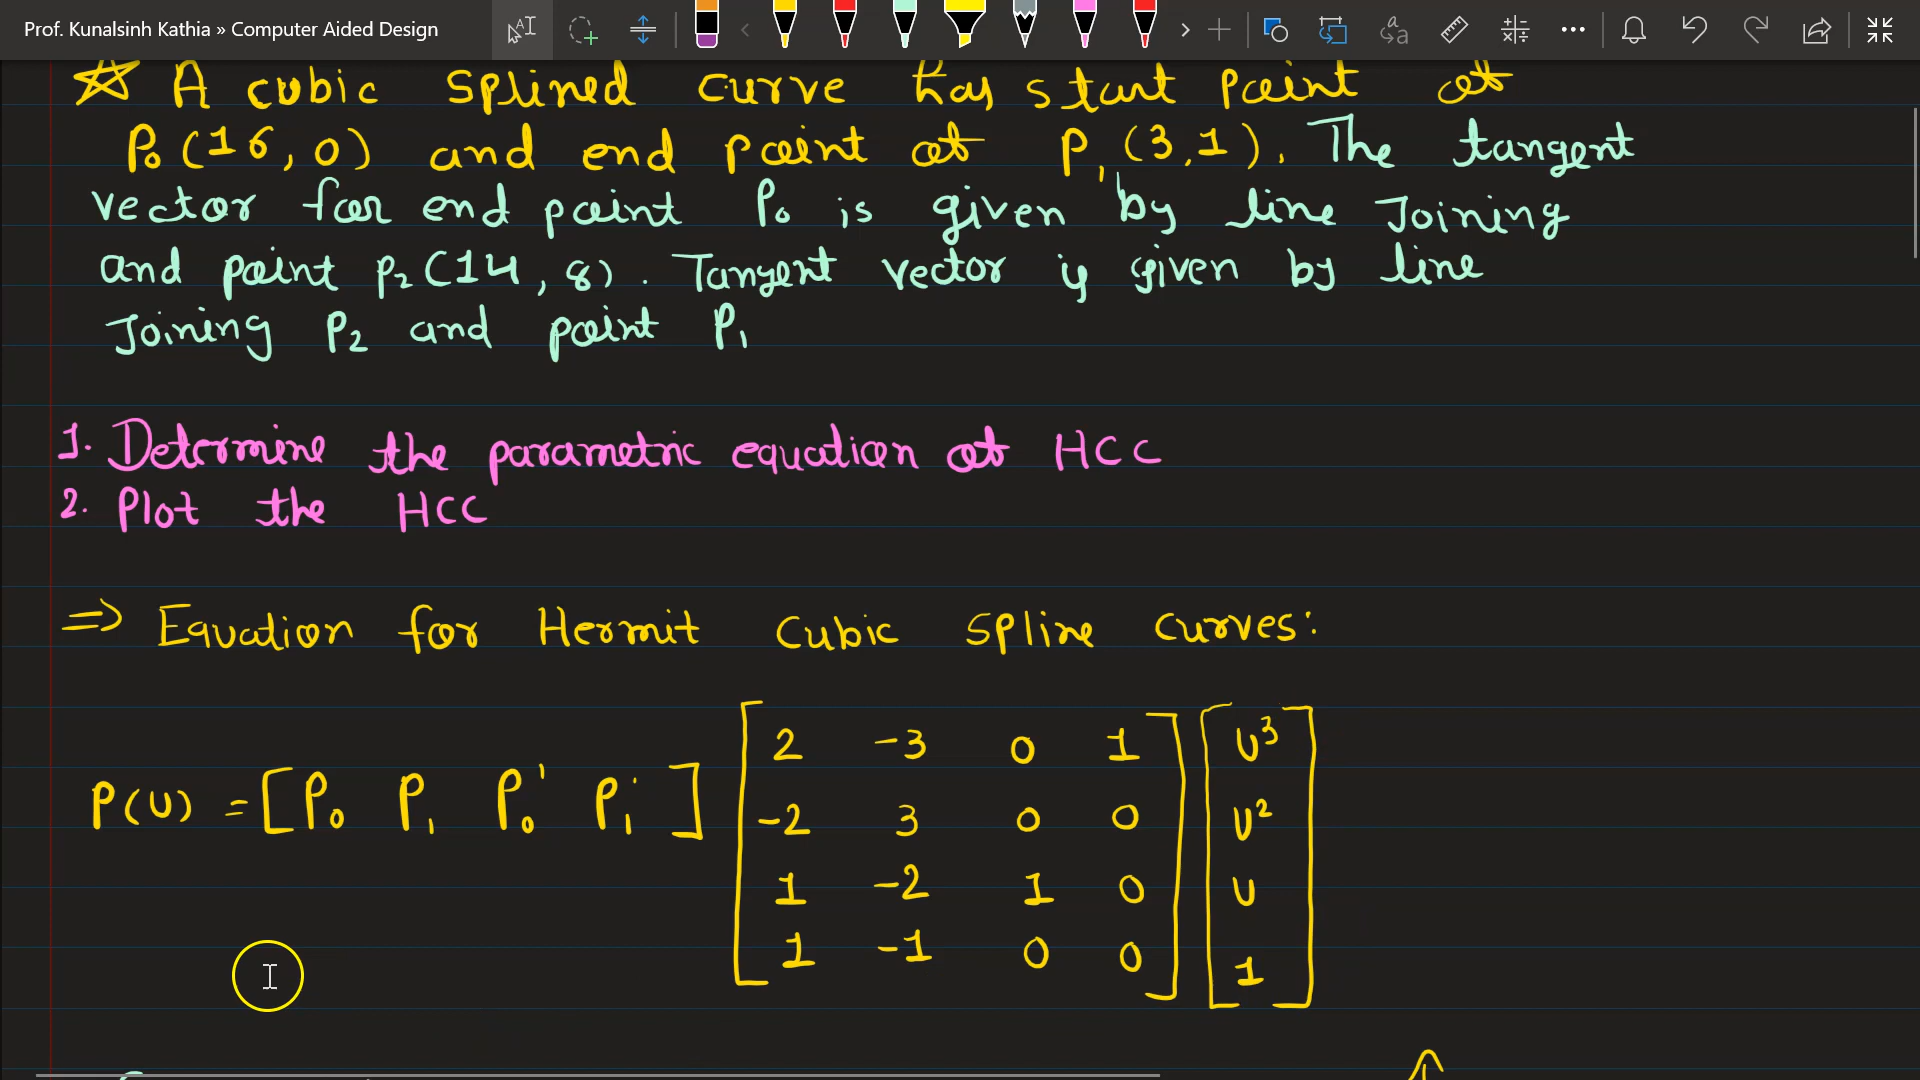 Prof. Kunalsinh Kathia » Computer Aided Design
A cubic splined curve has start point at
P₀ (16, 0) and end point at P₁ (3,1). The tangent
vector for end point P₀ is given by line Joining
and point P₂ (14, 8). Tangent vector is given by line
Joining P₂ and point P₁
1. Determine the parametric equation at HCC
2. Plot the HCC
⇒ Equation for Hermit Cubic Spline curves:
P(U) = [P₀ P₁ P₀' P₁'] [2 -3 0 1
-2 3 0 0
1 -2 1 0
1 -1 0 0] [U³
U²
U
1]